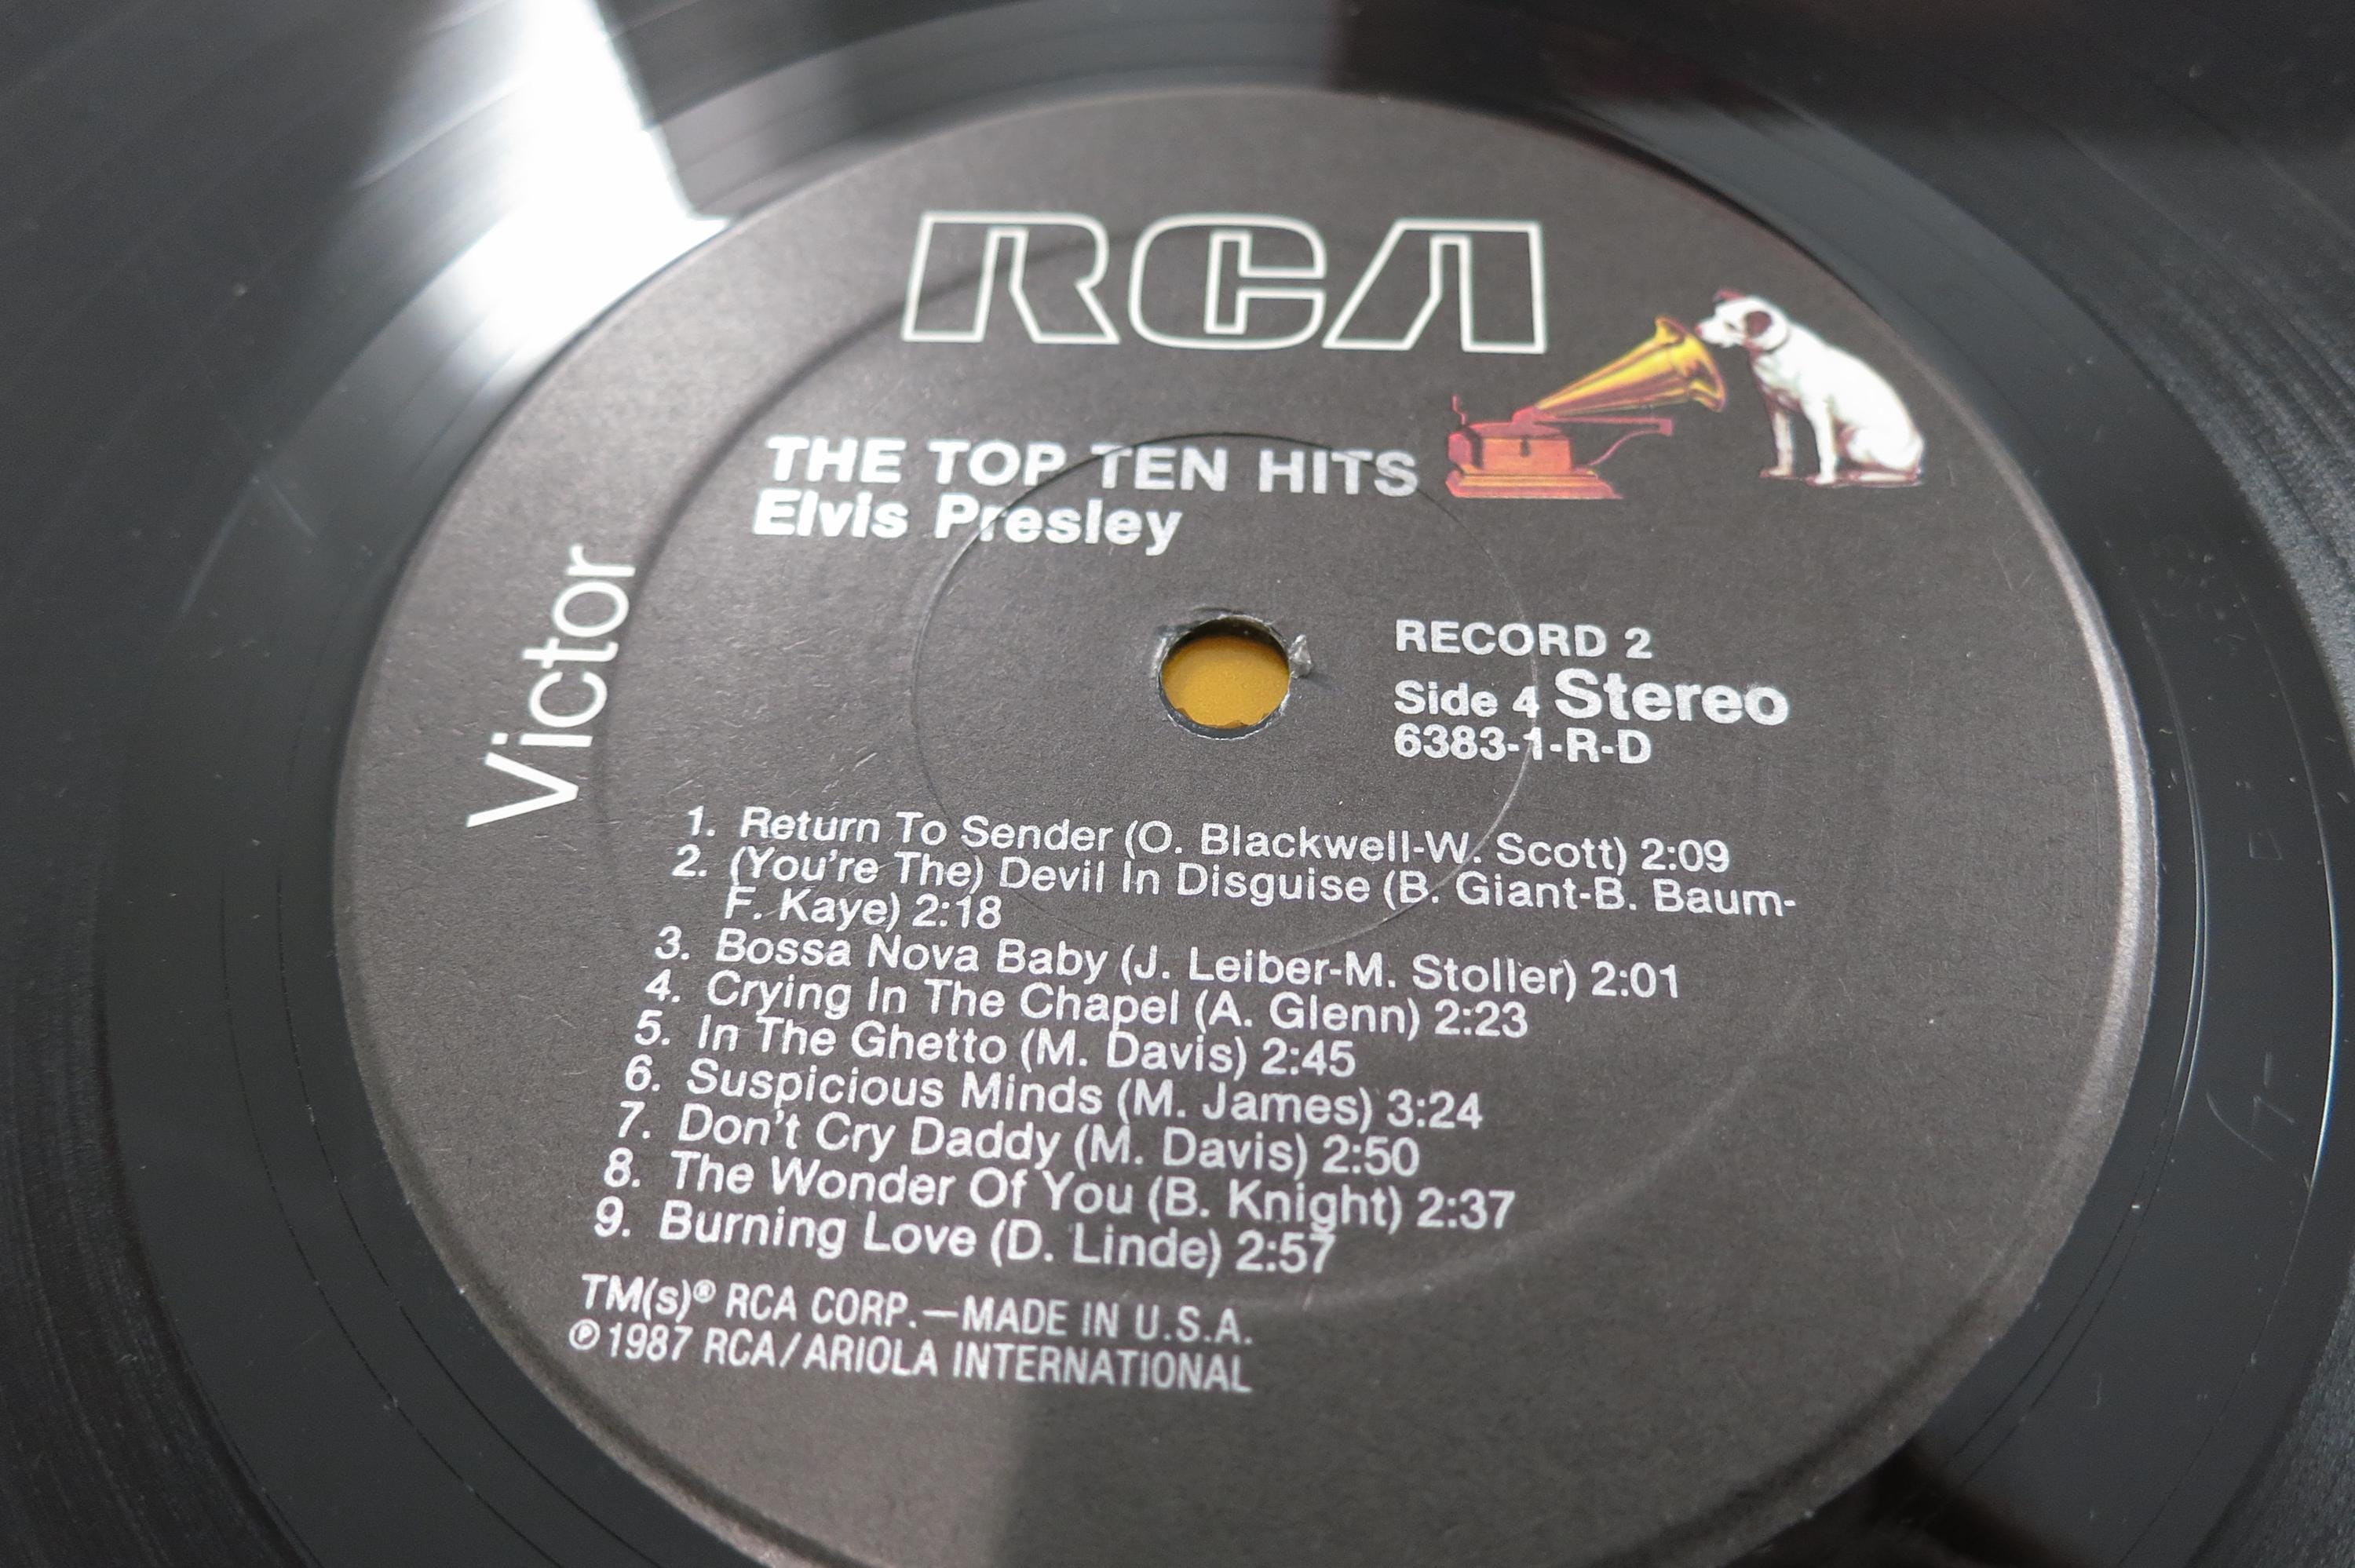 RCA
Victor
THE TOP TEN HITS
Elvis Presley
RECORD 2
Side 4 Stereo
6383-1-R-D
1. Return To Sender (O. Blackwell-W. Scott) 2:09
2. (You're The) Devil In Disguise (B. Giant-B. Baum-
F. Kaye) 2:18
3. Bossa Nova Baby (J. Leiber-M. Stoller) 2:01
4. Crying In The Chapel (A. Glenn) 2:23
5. In The Ghetto (M. Davis) 2:45
6. Suspicious Minds (M. James) 3:24
7. Don't Cry Daddy (M. Davis) 2:50
8. The Wonder Of You (B. Knight) 2:37
9. Burning Love (D. Linde) 2:57
TM(s)® RCA CORP.—MADE IN U.S.A.
℗1987 RCA/ARIOLA INTERNATIONAL